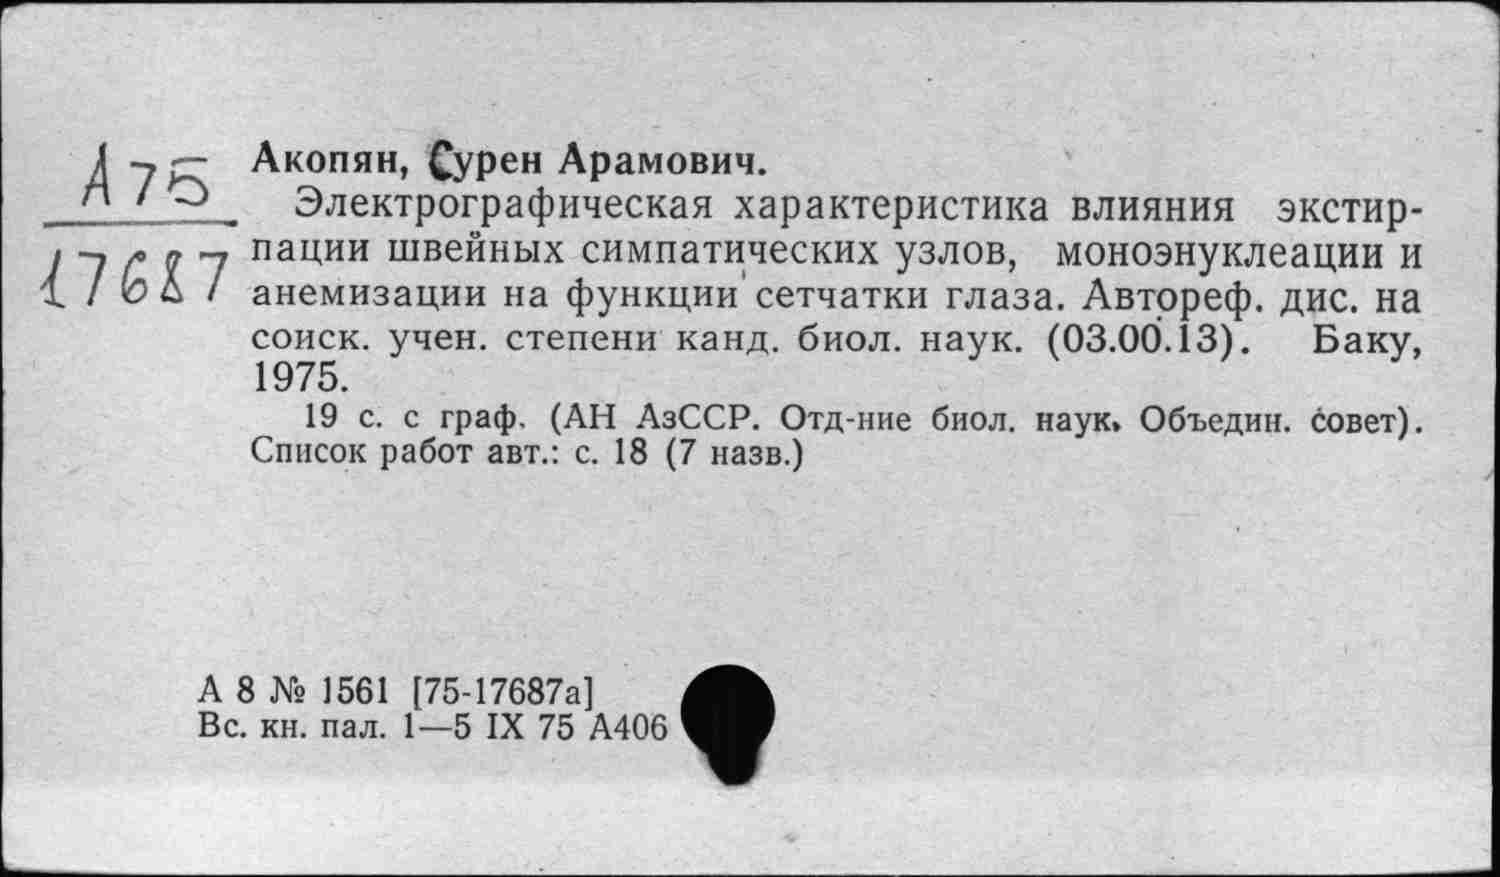 А75
17687
Акопян, Сурен Арамович.
Электрографическая характеристика влияния экстир-
пации швейных симпатических узлов, моноэнуклеации и
анемизации на функции сетчатки глаза. Автореф. дис. на
соиск. учен. степени канд. биол. наук. (03.00.13). Баку,
1975.
19 с. с граф. (АН АзССР. Отд-ние биол. наук. Объедин. совет).
Список работ авт.: с. 18 (7 назв.)
А 8 № 1561 [75-17687а]
Вс. кн. пал. 1—5 IX 75 А406